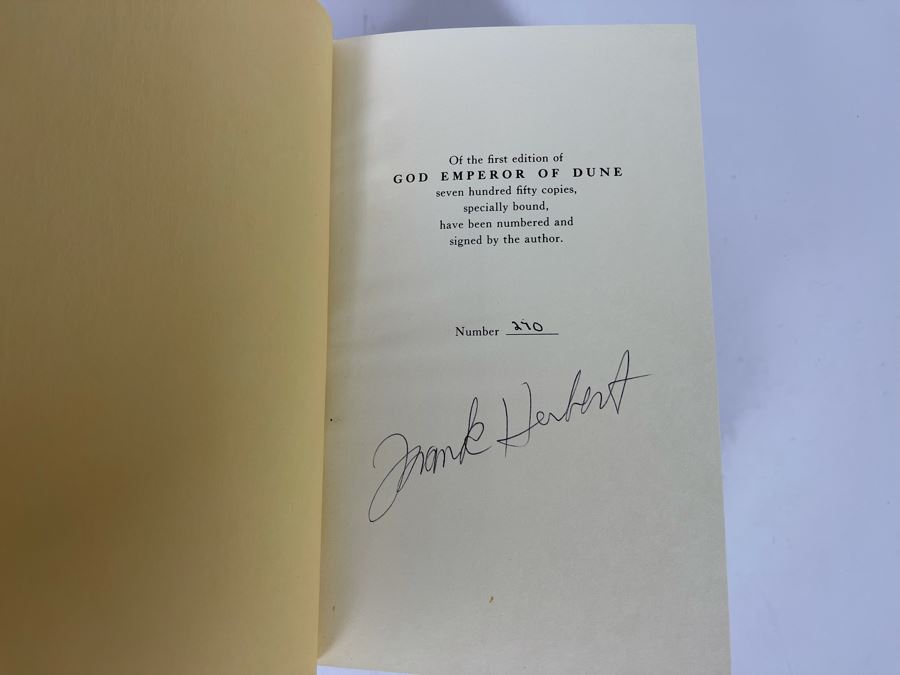 Of the first edition of
GOD EMPEROR OF DUNE
seven hundred fifty copies,
specially bound,
have been numbered and
signed by the author.
Number 270
Frank Herbert